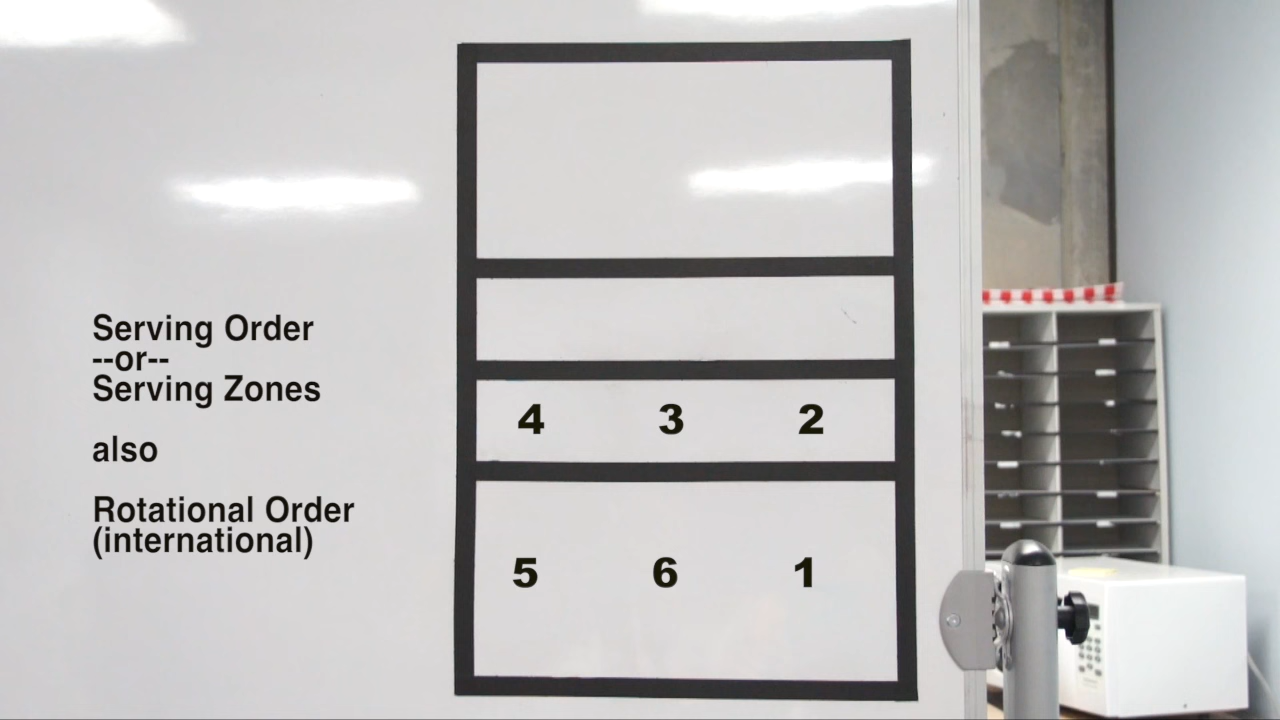 Serving Order
--or--
Serving Zones
also
Rotational Order
(international)
4 3 2
5 6 1